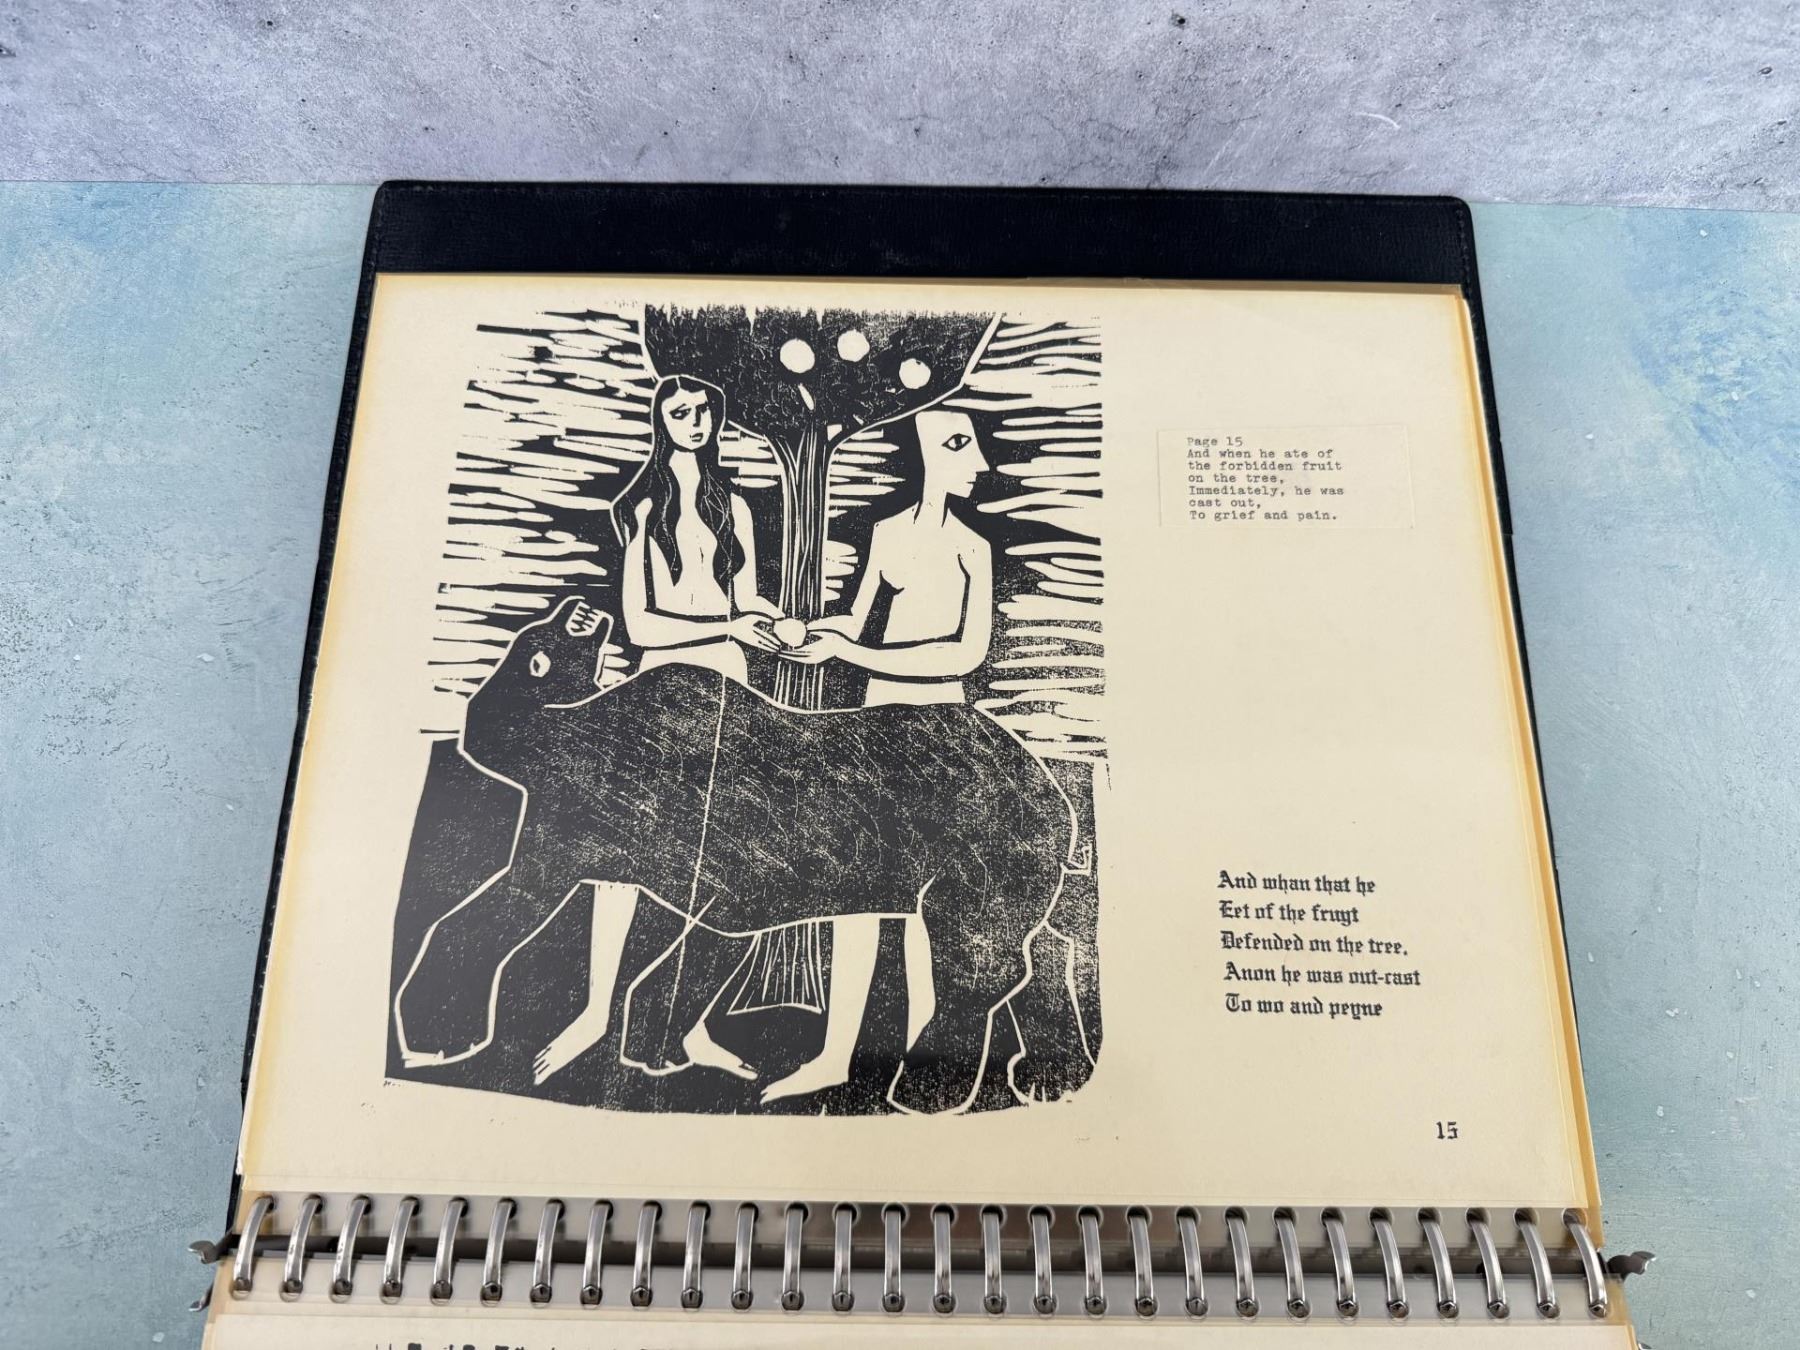 Page 15
And when he ate of
the forbidden fruit
on the tree,
Immediately, he was
cast out,
To grief and pain.
And whan that he
Eet of the fruyt
Defended on the tree.
Anon he was out-cast
To wo and peyne
15